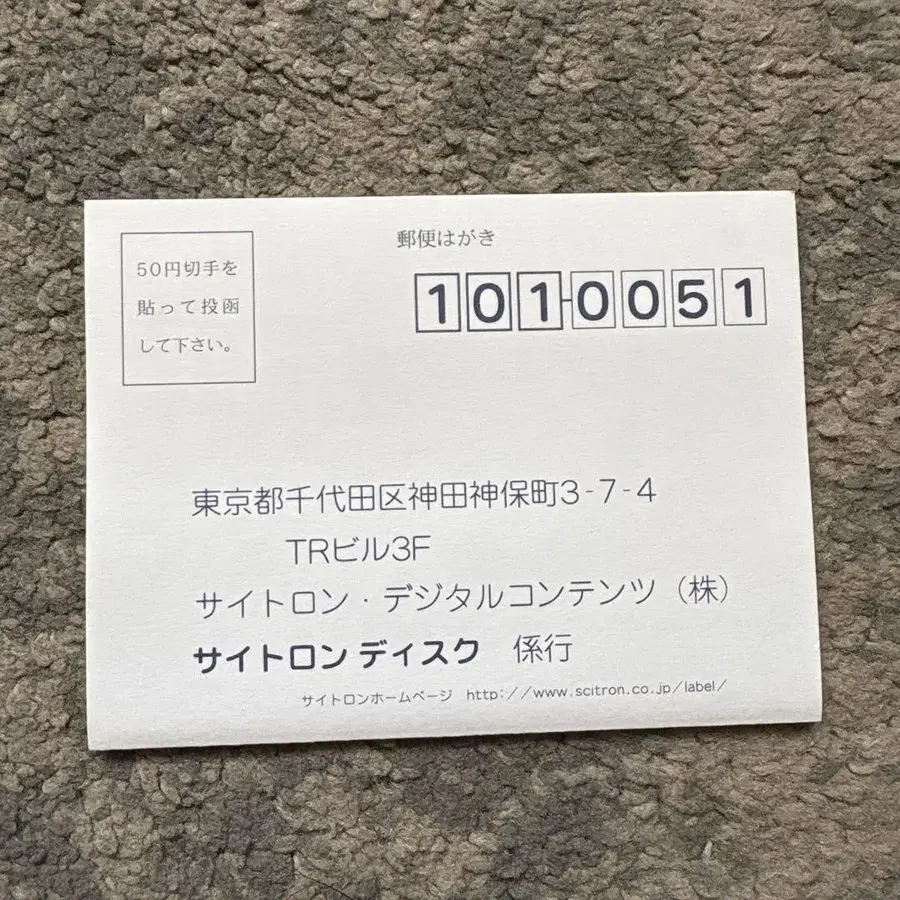 郵便はがき
50円切手を
貼って投函
して下さい。
101-0051
東京都千代田区神田神保町3-7-4
TRビル3F
サイトロン・デジタルコンテンツ（株）
サイトロン ディスク 係行
サイトロンホームページ http://www.scitron.co.jp/label/